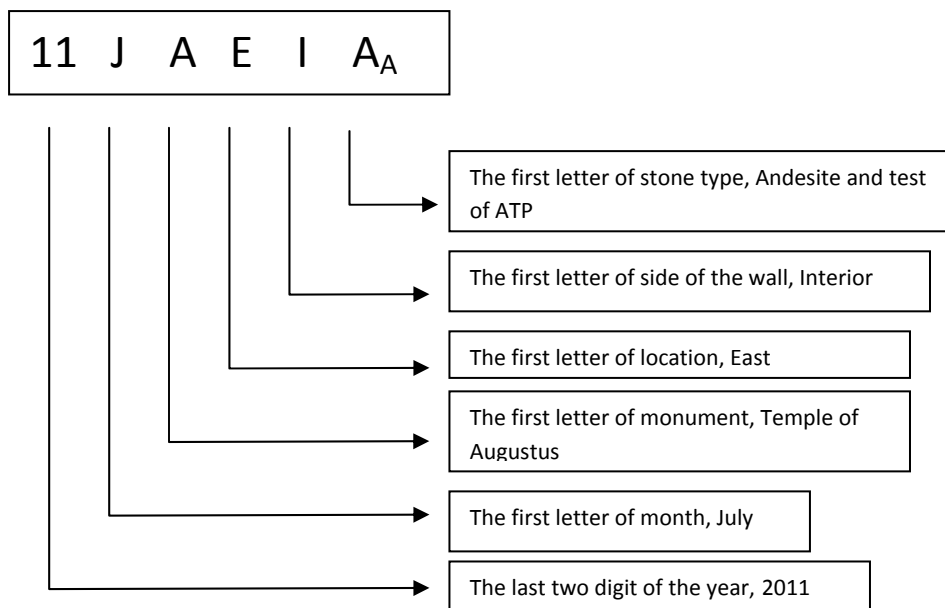 11 J A E I AA
The first letter of stone type, Andesite and test
of ATP
The first letter of side of the wall, Interior
The first letter of location, East
The first letter of monument, Temple of
Augustus
The first letter of month, July
The last two digit of the year, 2011